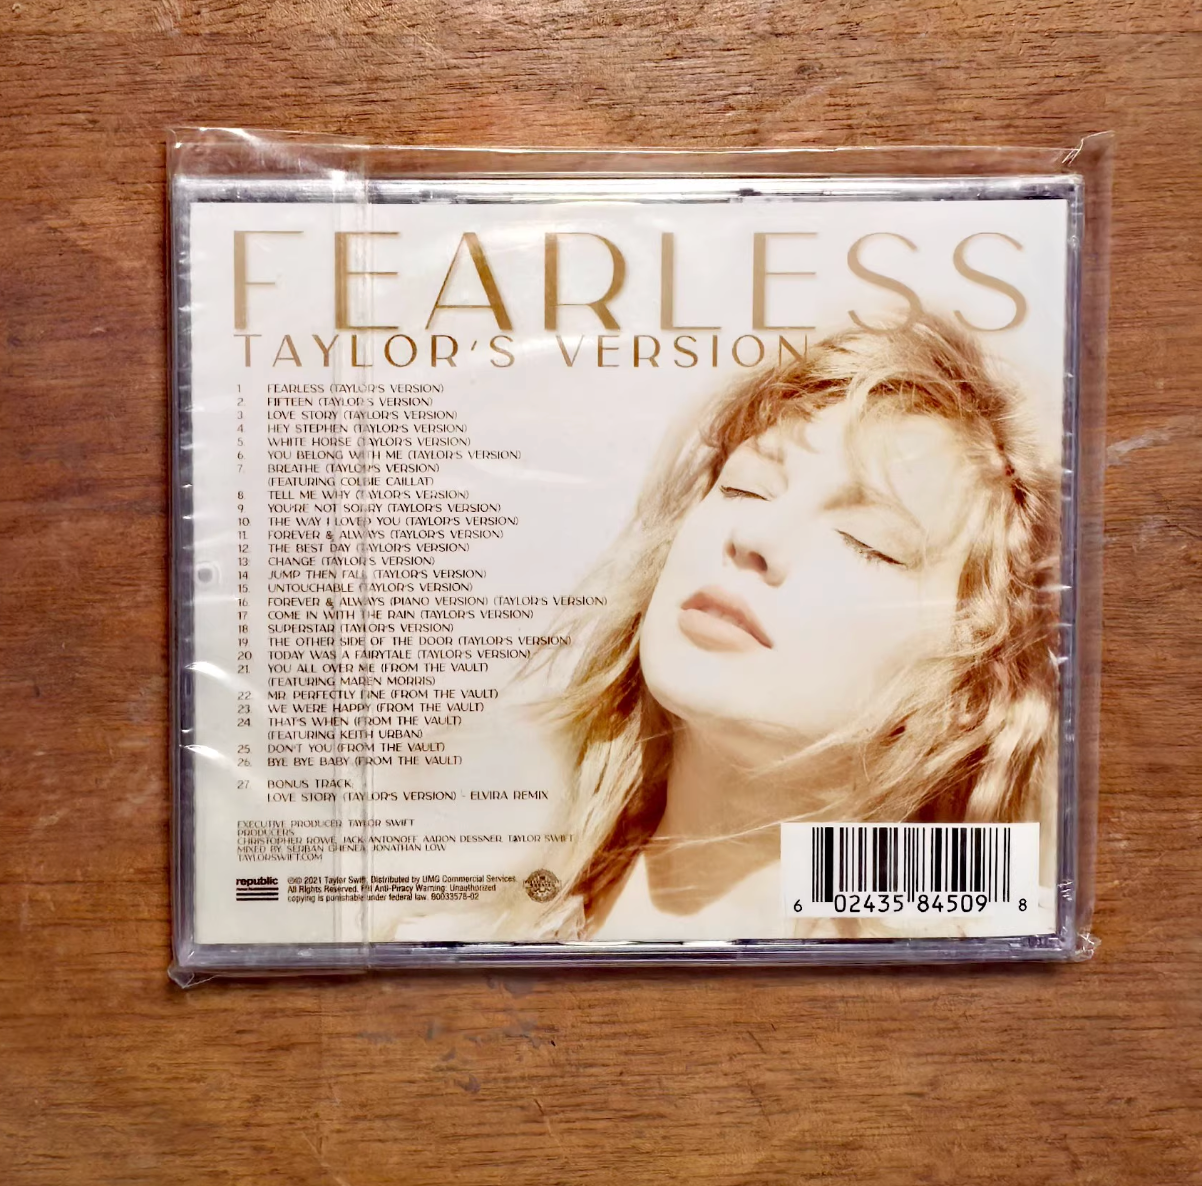 FEARLESS
TAYLOR'S VERSION
1. FEARLESS (TAYLOR'S VERSION)
2. FIFTEEN (TAYLOR'S VERSION)
3. LOVE STORY (TAYLOR'S VERSION)
4. HEY STEPHEN (TAYLOR'S VERSION)
5. WHITE HORSE (TAYLOR'S VERSION)
6. YOU BELONG WITH ME (TAYLOR'S VERSION)
7. BREATHE (TAYLOR'S VERSION)
(FEATURING COLBIE CAILLAT)
8. TELL ME WHY (TAYLOR'S VERSION)
9. YOU'RE NOT SORRY (TAYLOR'S VERSION)
10. THE WAY I LOVED YOU (TAYLOR'S VERSION)
11. FOREVER & ALWAYS (TAYLOR'S VERSION)
12. THE BEST DAY (TAYLOR'S VERSION)
13. CHANGE (TAYLOR'S VERSION)
14. JUMP THEN FALL (TAYLOR'S VERSION)
15. UNTOUCHABLE (TAYLOR'S VERSION)
16. FOREVER & ALWAYS (PIANO VERSION) (TAYLOR'S VERSION)
17. COME IN WITH THE RAIN (TAYLOR'S VERSION)
18. SUPERSTAR (TAYLOR'S VERSION)
19. THE OTHER SIDE OF THE DOOR (TAYLOR'S VERSION)
20. TODAY WAS A FAIRYTALE (TAYLOR'S VERSION)
21. YOU ALL OVER ME (FROM THE VAULT)
(FEATURING MAREN MORRIS)
22. MR. PERFECTLY FINE (FROM THE VAULT)
23. WE WERE HAPPY (FROM THE VAULT)
24. THAT'S WHEN (FROM THE VAULT)
(FEATURING KEITH URBAN)
25. DON'T YOU (FROM THE VAULT)
26. BYE BYE BABY (FROM THE VAULT)
27. BONUS TRACK:
LOVE STORY (TAYLOR'S VERSION) - ELVIRA REMIX
EXECUTIVE PRODUCER: TAYLOR SWIFT
PRODUCERS:
CHRISTOPHER ROWE, JACK ANTONOFF, AARON DESSNER, TAYLOR SWIFT
MIXED BY: SERBAN GHENEA, JONATHAN LOW
TAYLORSWIFT.COM
republic
℗© 2021 Taylor Swift. Distributed by UMG Commercial Services.
All Rights Reserved. FBI Anti-Piracy Warning: Unauthorized
copying is punishable under federal law. B0033578-02
6 02435 84509 8